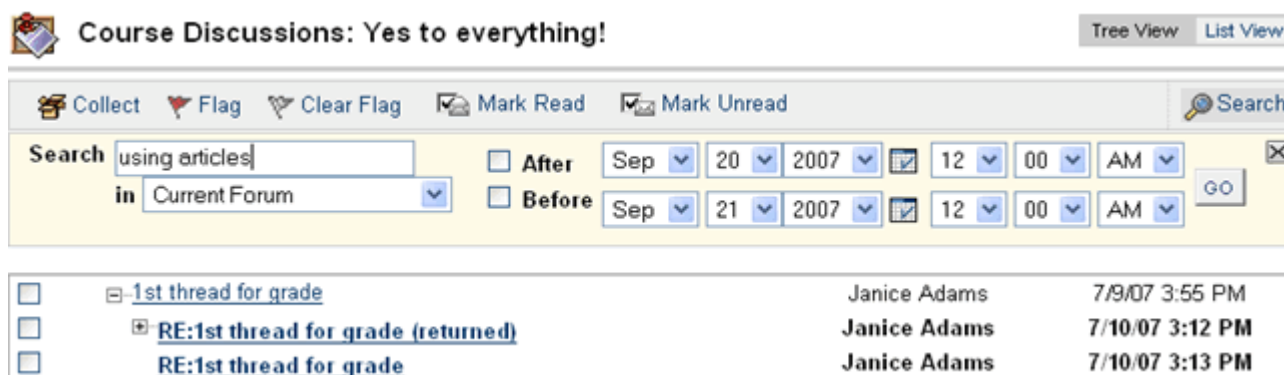 Course Discussions: Yes to everything! Tree View List View
Collect Flag Clear Flag Mark Read Mark Unread Search
Search using articles After Sep 20 2007 12 00 AM
in Current Forum Before Sep 21 2007 12 00 AM GO
1st thread for grade Janice Adams 7/9/07 3:55 PM
RE:1st thread for grade (returned) Janice Adams 7/10/07 3:12 PM
RE:1st thread for grade Janice Adams 7/10/07 3:13 PM